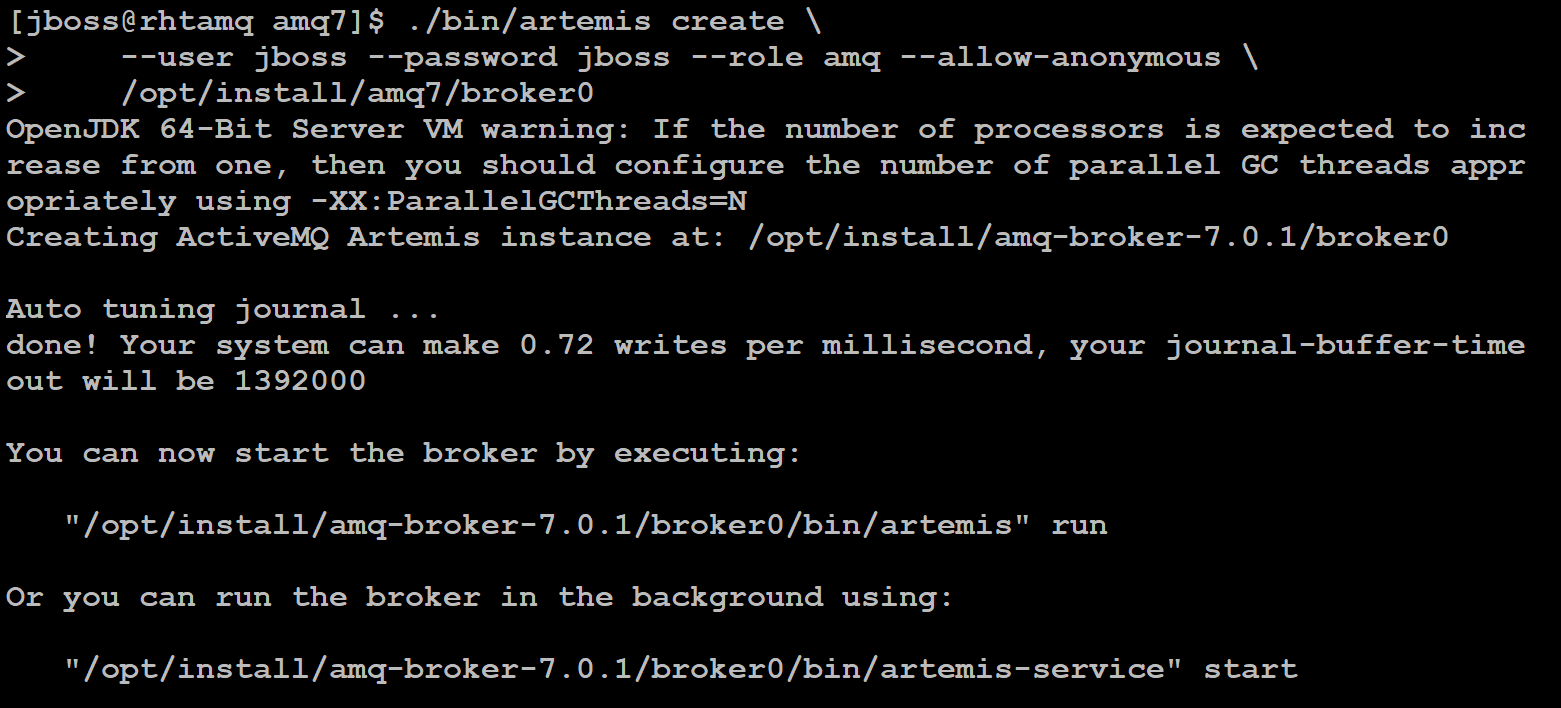 [jboss@rhtamq amq7]$ ./bin/artemis create \
>     --user jboss --password jboss --role amq --allow-anonymous \
>     /opt/install/amq7/broker0
OpenJDK 64-Bit Server VM warning: If the number of processors is expected to inc
rease from one, then you should configure the number of parallel GC threads appr
opriately using -XX:ParallelGCThreads=N
Creating ActiveMQ Artemis instance at: /opt/install/amq-broker-7.0.1/broker0

Auto tuning journal ...
done! Your system can make 0.72 writes per millisecond, your journal-buffer-time
out will be 1392000

You can now start the broker by executing:

   "/opt/install/amq-broker-7.0.1/broker0/bin/artemis" run

Or you can run the broker in the background using:

   "/opt/install/amq-broker-7.0.1/broker0/bin/artemis-service" start